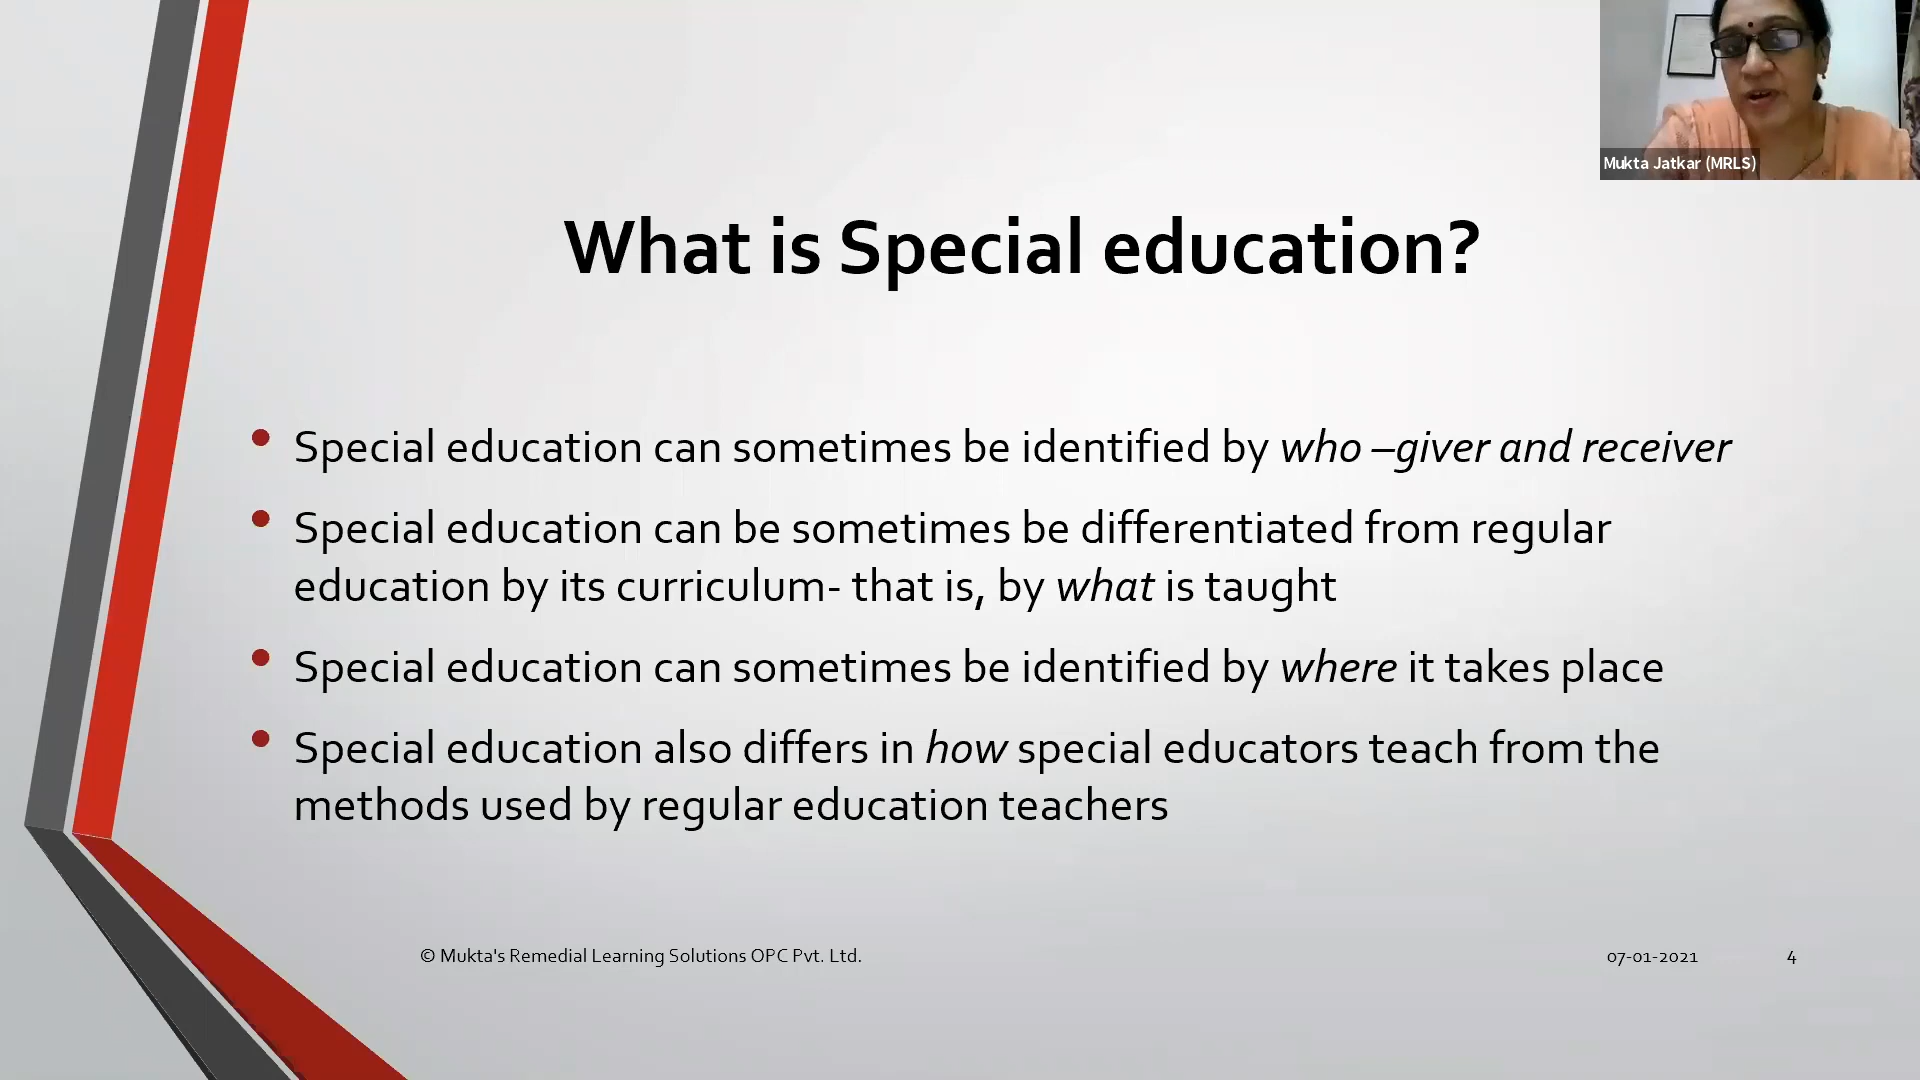 Mukta Jatkar (MRLS)
What is Special education?
• Special education can sometimes be identified by who –giver and receiver
• Special education can be sometimes be differentiated from regular
education by its curriculum- that is, by what is taught
• Special education can sometimes be identified by where it takes place
• Special education also differs in how special educators teach from the
methods used by regular education teachers
© Mukta's Remedial Learning Solutions OPC Pvt. Ltd.
07-01-2021
4